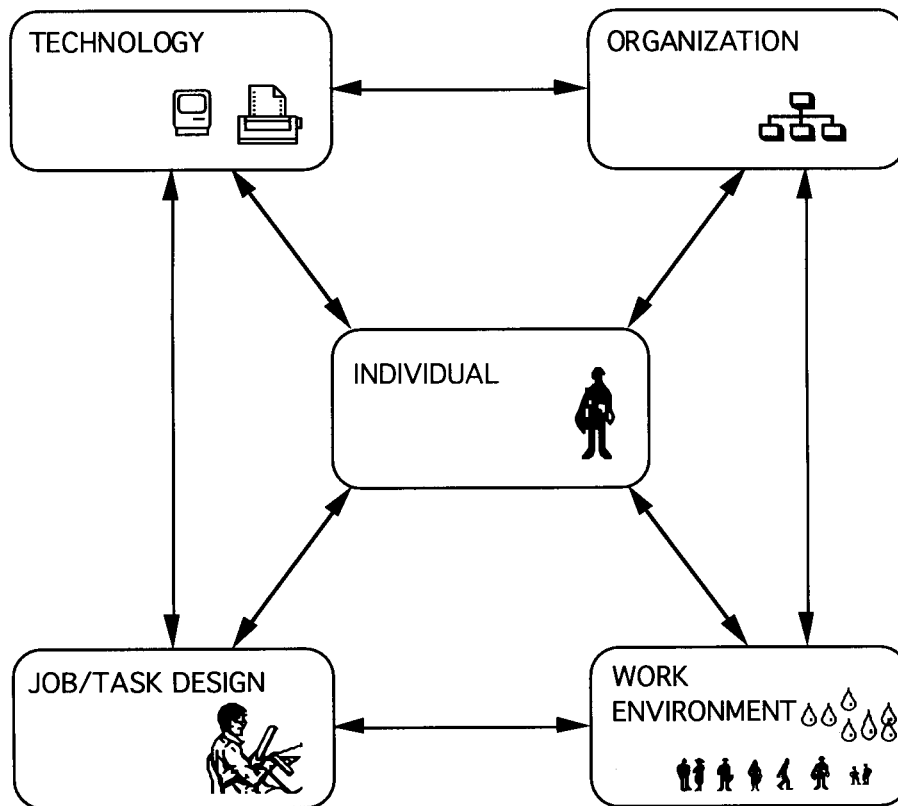 TECHNOLOGY
ORGANIZATION
INDIVIDUAL
JOB/TASK DESIGN
WORK
ENVIRONMENT